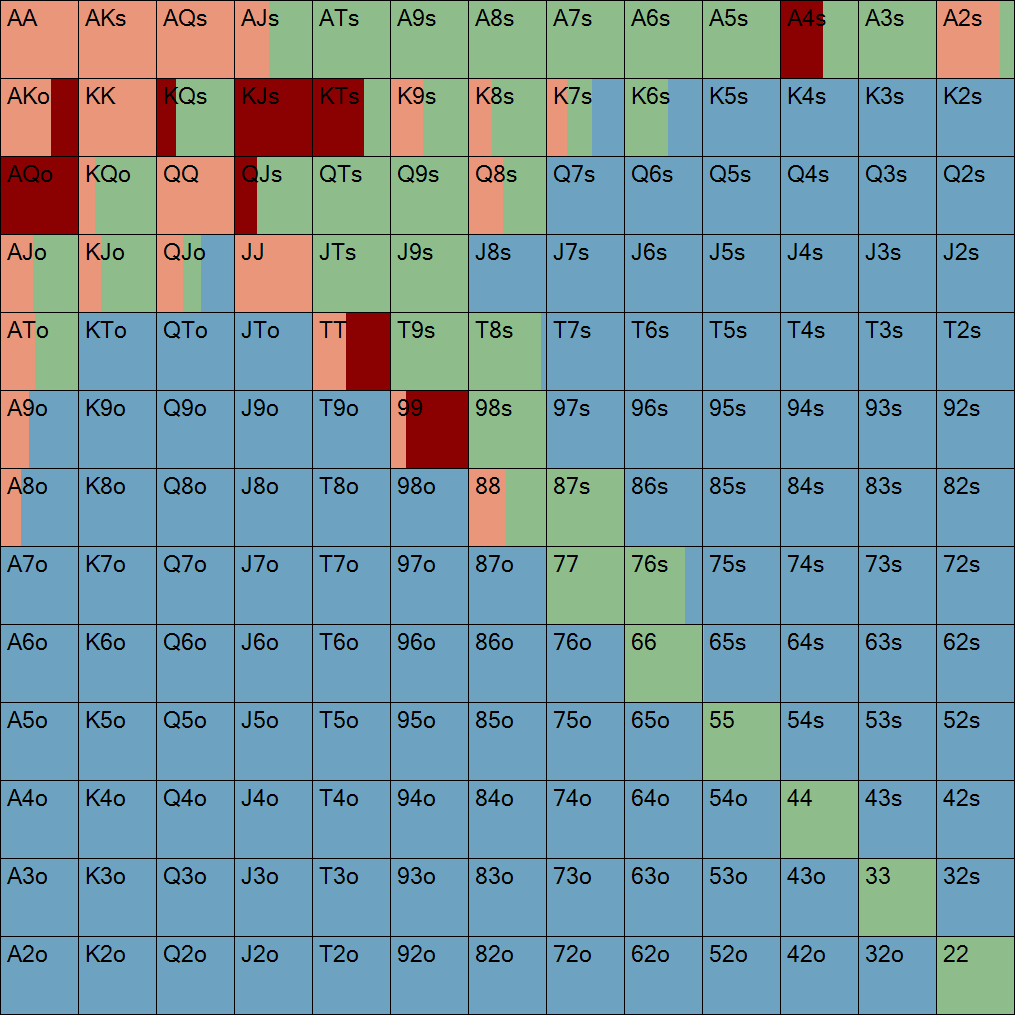 AA AKs AQs AJs ATs A9s A8s A7s A6s A5s A4s A3s A2s
AKo KK KQs KJs KTs K9s K8s K7s K6s K5s K4s K3s K2s
AQo KQo QQ QJs QTs Q9s Q8s Q7s Q6s Q5s Q4s Q3s Q2s
AJo KJo QJo JJ JTs J9s J8s J7s J6s J5s J4s J3s J2s
ATo KTo QTo JTo TT T9s T8s T7s T6s T5s T4s T3s T2s
A9o K9o Q9o J9o T9o 99 98s 97s 96s 95s 94s 93s 92s
A8o K8o Q8o J8o T8o 98o 88 87s 86s 85s 84s 83s 82s
A7o K7o Q7o J7o T7o 97o 87o 77 76s 75s 74s 73s 72s
A6o K6o Q6o J6o T6o 96o 86o 76o 66 65s 64s 63s 62s
A5o K5o Q5o J5o T5o 95o 85o 75o 65o 55 54s 53s 52s
A4o K4o Q4o J4o T4o 94o 84o 74o 64o 54o 44 43s 42s
A3o K3o Q3o J3o T3o 93o 83o 73o 63o 53o 43o 33 32s
A2o K2o Q2o J2o T2o 92o 82o 72o 62o 52o 42o 32o 22